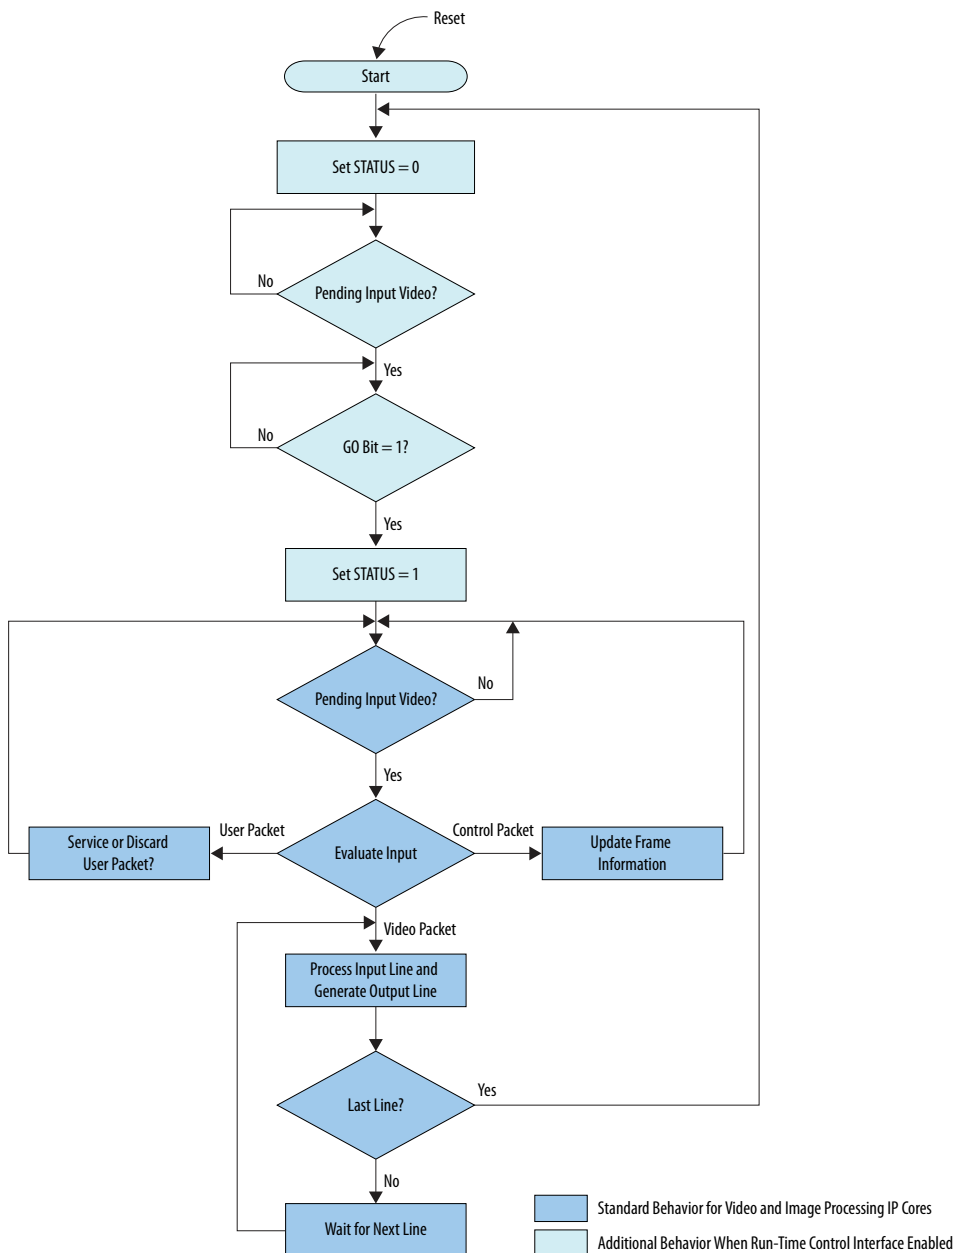 Reset
Start
Set STATUS = 0
No
Pending Input Video?
Yes
No
GO Bit = 1?
Yes
Set STATUS = 1
Pending Input Video?
No
Yes
User Packet
Control Packet
Service or Discard
User Packet?
Evaluate Input
Update Frame
Information
Video Packet
Process Input Line and
Generate Output Line
Last Line?
Yes
No
Wait for Next Line
Standard Behavior for Video and Image Processing IP Cores
Additional Behavior When Run-Time Control Interface Enabled